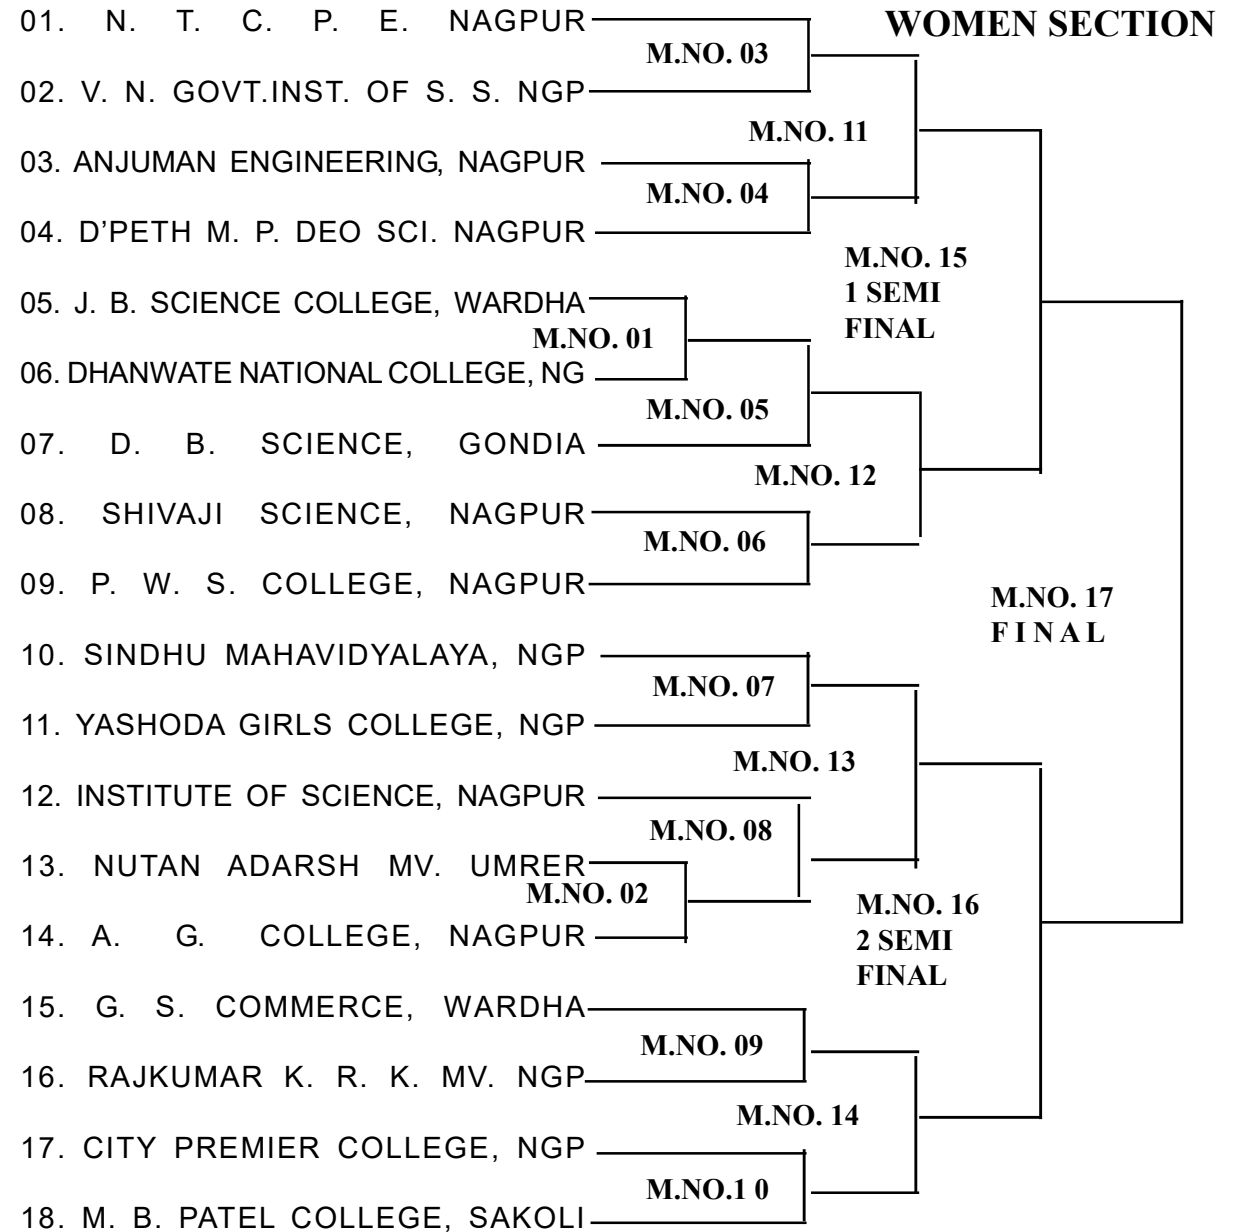 01. N. T. C. P. E. NAGPUR
WOMEN SECTION
M.NO. 03
02. V. N. GOVT.INST. OF S. S. NGP
M.NO. 11
03. ANJUMAN ENGINEERING, NAGPUR
M.NO. 04
04. D'PETH M. P. DEO SCI. NAGPUR
M.NO. 15
1 SEMI
FINAL
05. J. B. SCIENCE COLLEGE, WARDHA
M.NO. 01
06. DHANWATE NATIONAL COLLEGE, NG
M.NO. 05
07. D. B. SCIENCE, GONDIA
M.NO. 12
08. SHIVAJI SCIENCE, NAGPUR
M.NO. 06
09. P. W. S. COLLEGE, NAGPUR
M.NO. 17
F I N A L
10. SINDHU MAHAVIDYALAYA, NGP
M.NO. 07
11. YASHODA GIRLS COLLEGE, NGP
M.NO. 13
12. INSTITUTE OF SCIENCE, NAGPUR
M.NO. 08
13. NUTAN ADARSH MV. UMRER
M.NO. 02
M.NO. 16
2 SEMI
FINAL
14. A. G. COLLEGE, NAGPUR
15. G. S. COMMERCE, WARDHA
M.NO. 09
16. RAJKUMAR K. R. K. MV. NGP
M.NO. 14
17. CITY PREMIER COLLEGE, NGP
M.NO.1 0
18. M. B. PATEL COLLEGE, SAKOLI